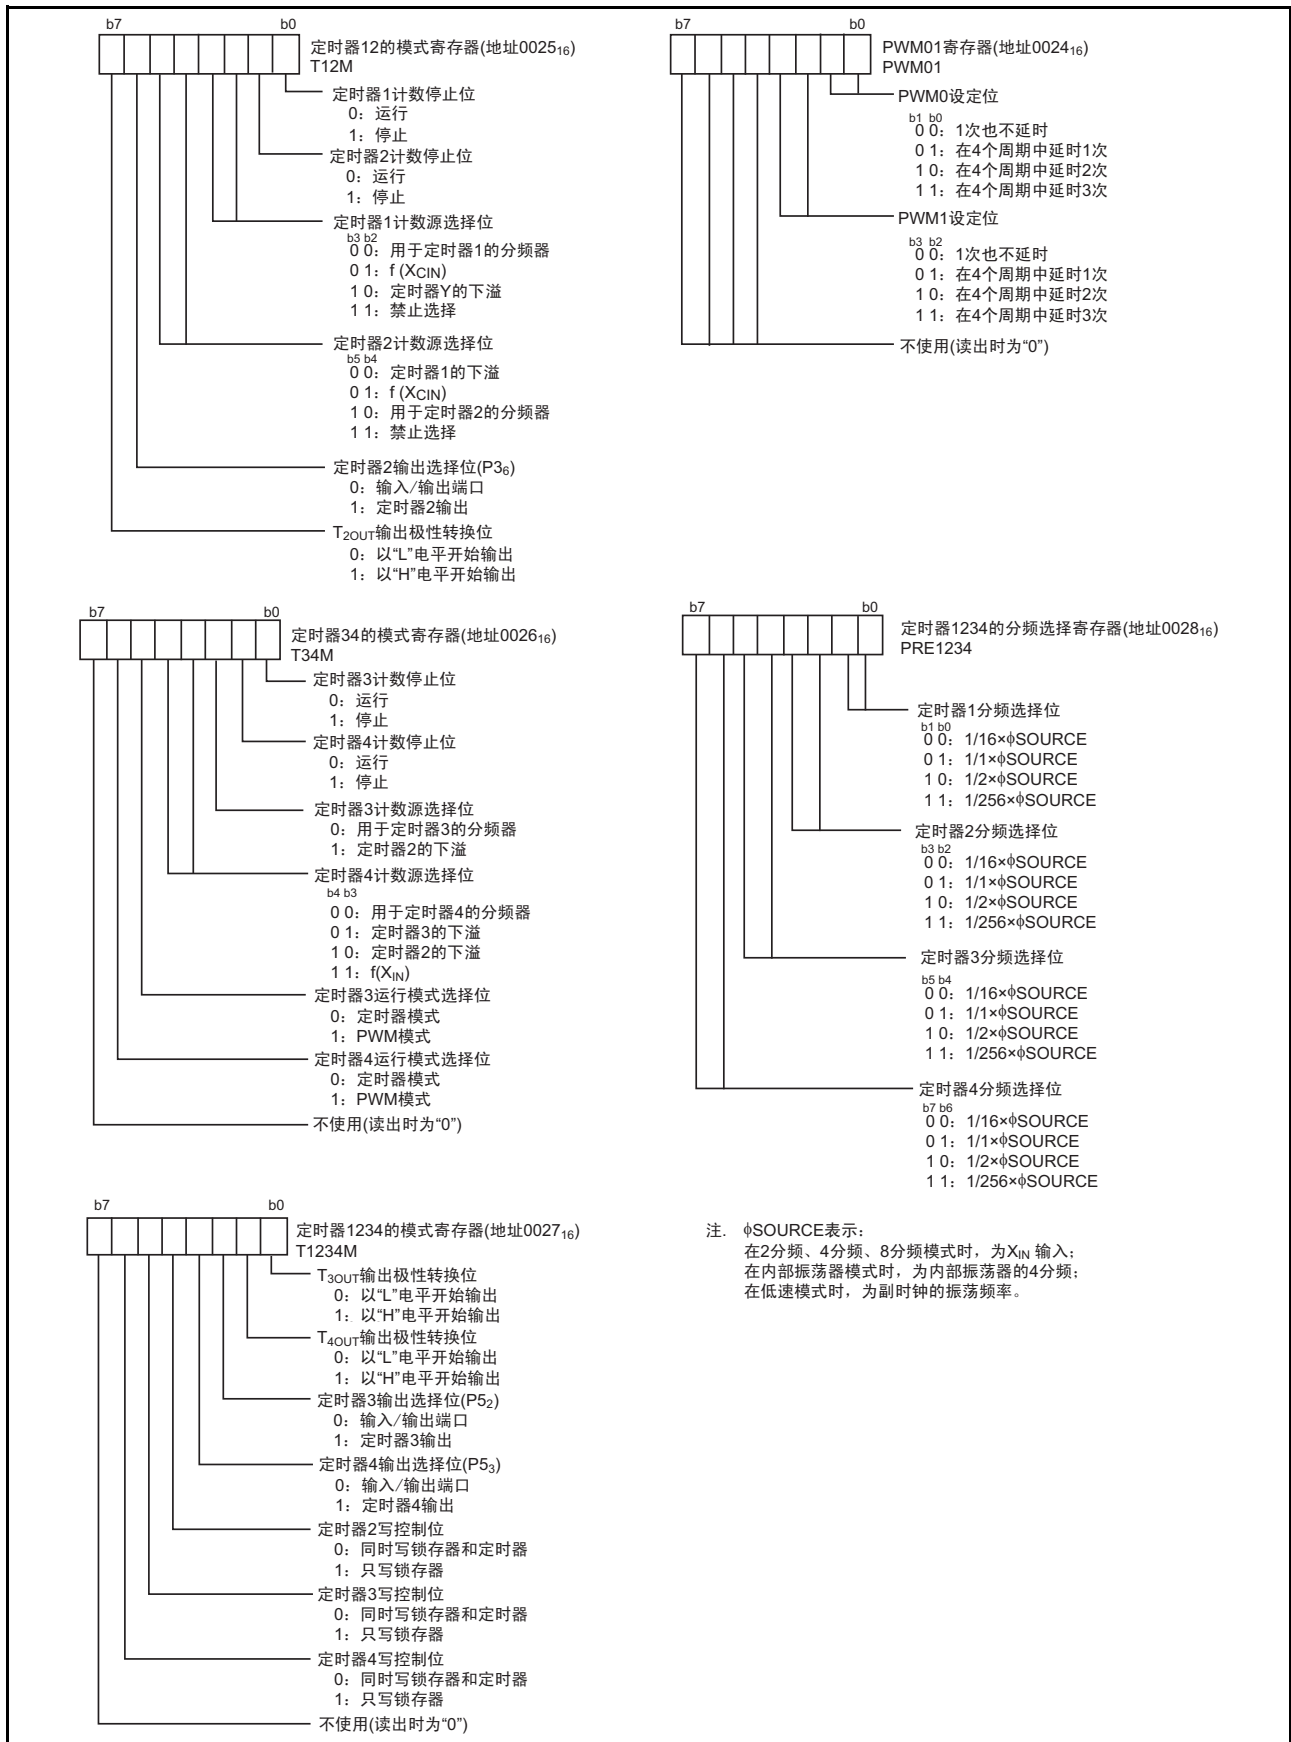 b7 b0
定时器12的模式寄存器(地址0025₁₆)
T12M
定时器1计数停止位
0：运行
1：停止
定时器2计数停止位
0：运行
1：停止
定时器1计数源选择位
b3 b2
0 0：用于定时器1的分频器
0 1：f (XCIN)
1 0：定时器Y的下溢
1 1：禁止选择
定时器2计数源选择位
b5 b4
0 0：定时器1的下溢
0 1：f (XCIN)
1 0：用于定时器2的分频器
1 1：禁止选择
定时器2输出选择位(P3₆)
0：输入/输出端口
1：定时器2输出
T2OUT输出极性转换位
0：以“L”电平开始输出
1：以“H”电平开始输出
b7 b0
PWM01寄存器(地址0024₁₆)
PWM01
PWM0设定位
b1 b0
0 0：1次也不延时
0 1：在4个周期中延时1次
1 0：在4个周期中延时2次
1 1：在4个周期中延时3次
PWM1设定位
b3 b2
0 0：1次也不延时
0 1：在4个周期中延时1次
1 0：在4个周期中延时2次
1 1：在4个周期中延时3次
不使用(读出时为“0”)
b7 b0
定时器34的模式寄存器(地址0026₁₆)
T34M
定时器3计数停止位
0：运行
1：停止
定时器4计数停止位
0：运行
1：停止
定时器3计数源选择位
0：用于定时器3的分频器
1：定时器2的下溢
定时器4计数源选择位
b4 b3
0 0：用于定时器4的分频器
0 1：定时器3的下溢
1 0：定时器2的下溢
1 1：f(XIN)
定时器3运行模式选择位
0：定时器模式
1：PWM模式
定时器4运行模式选择位
0：定时器模式
1：PWM模式
不使用(读出时为“0”)
b7 b0
定时器1234的分频选择寄存器(地址0028₁₆)
PRE1234
定时器1分频选择位
b1 b0
0 0：1/16×ϕSOURCE
0 1：1/1×ϕSOURCE
1 0：1/2×ϕSOURCE
1 1：1/256×ϕSOURCE
定时器2分频选择位
b3 b2
0 0：1/16×ϕSOURCE
0 1：1/1×ϕSOURCE
1 0：1/2×ϕSOURCE
1 1：1/256×ϕSOURCE
定时器3分频选择位
b5 b4
0 0：1/16×ϕSOURCE
0 1：1/1×ϕSOURCE
1 0：1/2×ϕSOURCE
1 1：1/256×ϕSOURCE
定时器4分频选择位
b7 b6
0 0：1/16×ϕSOURCE
0 1：1/1×ϕSOURCE
1 0：1/2×ϕSOURCE
1 1：1/256×ϕSOURCE
b7 b0
定时器1234的模式寄存器(地址0027₁₆)
T1234M
T3OUT输出极性转换位
0：以“L”电平开始输出
1：以“H”电平开始输出
T4OUT输出极性转换位
0：以“L”电平开始输出
1：以“H”电平开始输出
定时器3输出选择位(P5₂)
0：输入/输出端口
1：定时器3输出
定时器4输出选择位(P5₃)
0：输入/输出端口
1：定时器4输出
定时器2写控制位
0：同时写锁存器和定时器
1：只写锁存器
定时器3写控制位
0：同时写锁存器和定时器
1：只写锁存器
定时器4写控制位
0：同时写锁存器和定时器
1：只写锁存器
不使用(读出时为“0”)
注. ϕSOURCE表示：
在2分频、4分频、8分频模式时，为XIN 输入；
在内部振荡器模式时，为内部振荡器的4分频；
在低速模式时，为副时钟的振荡频率。